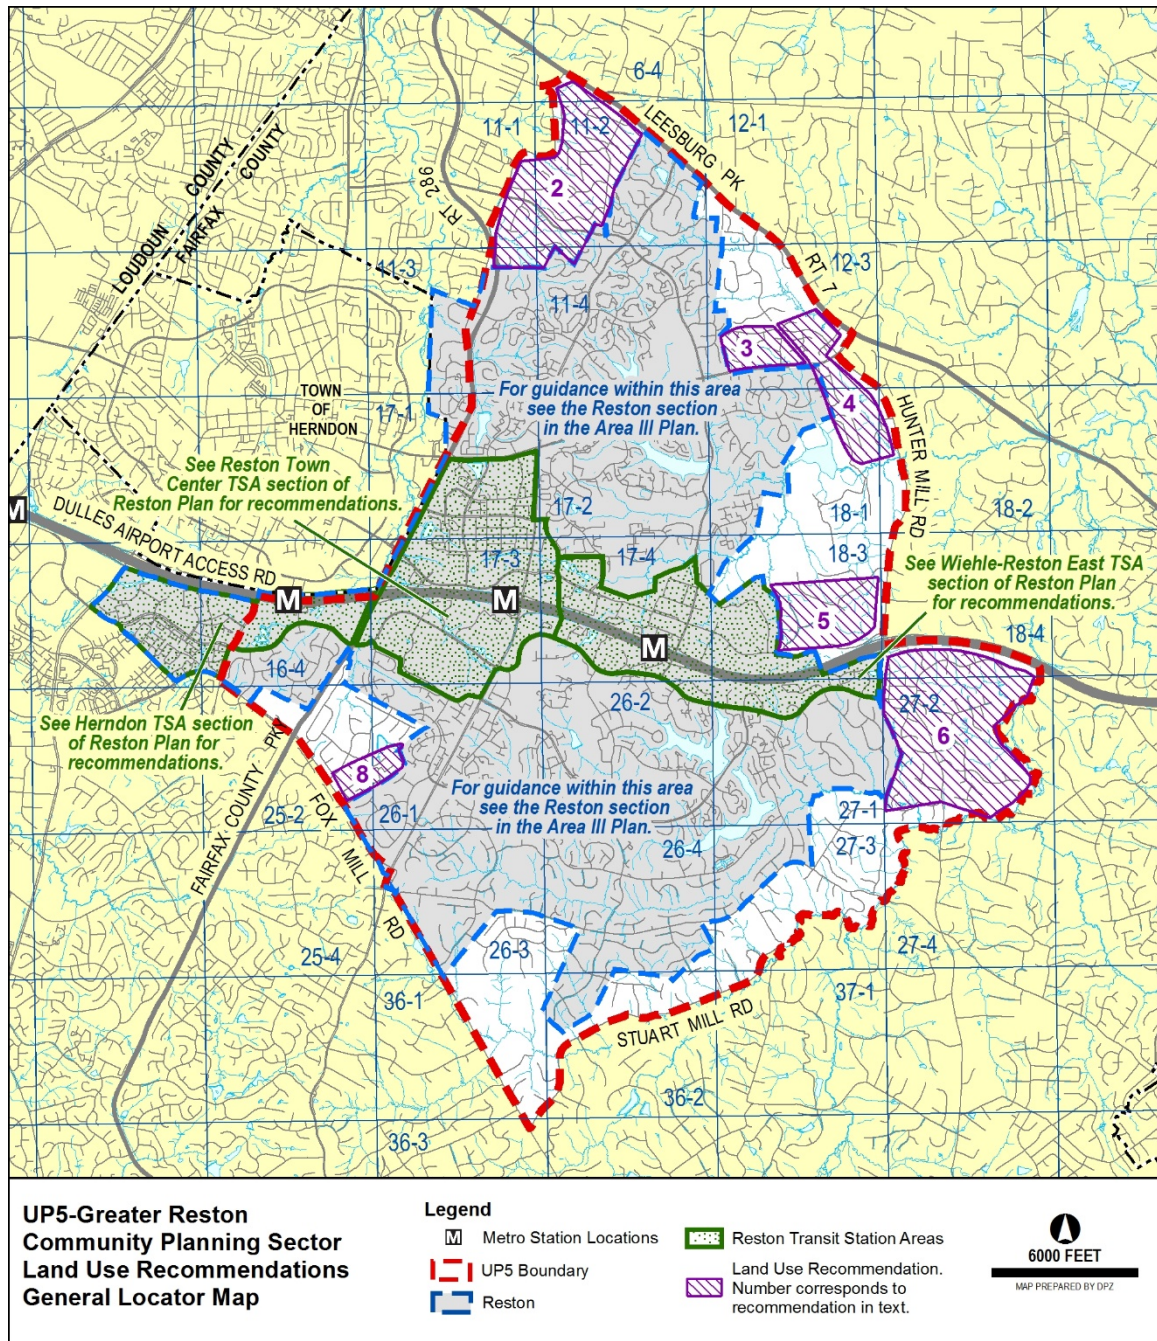 6-4
11-1
11-2
12-1
LEESBURG PK
LOUDOUN COUNTY
FAIRFAX COUNTY
RT 286
2
11-3
RT 7
12-3
11-4
3
TOWN
OF
HERNDON
17-1
For guidance within this area
see the Reston section
in the Area III Plan.
4
HUNTER MILL RD
See Reston Town
Center TSA section of
Reston Plan for recommendations.
M
DULLES AIRPORT ACCESS RD
17-2
18-1
18-2
17-3
17-4
18-3
See Wiehle-Reston East TSA
section of Reston Plan
for recommendations.
M
M
M
5
18-4
16-4
26-2
27-2
6
See Herndon TSA section
of Reston Plan for
recommendations.
FAIRFAX COUNTY PKY
8
FOX MILL RD
25-2
26-1
For guidance within this area
see the Reston section
in the Area III Plan.
27-1
26-4
27-3
25-4
26-3
27-4
36-1
37-1
STUART MILL RD
36-2
36-3
UP5-Greater Reston
Community Planning Sector
Land Use Recommendations
General Locator Map
Legend
M Metro Station Locations
UP5 Boundary
Reston
Reston Transit Station Areas
Land Use Recommendation.
Number corresponds to
recommendation in text.
6000 FEET
MAP PREPARED BY DPZ